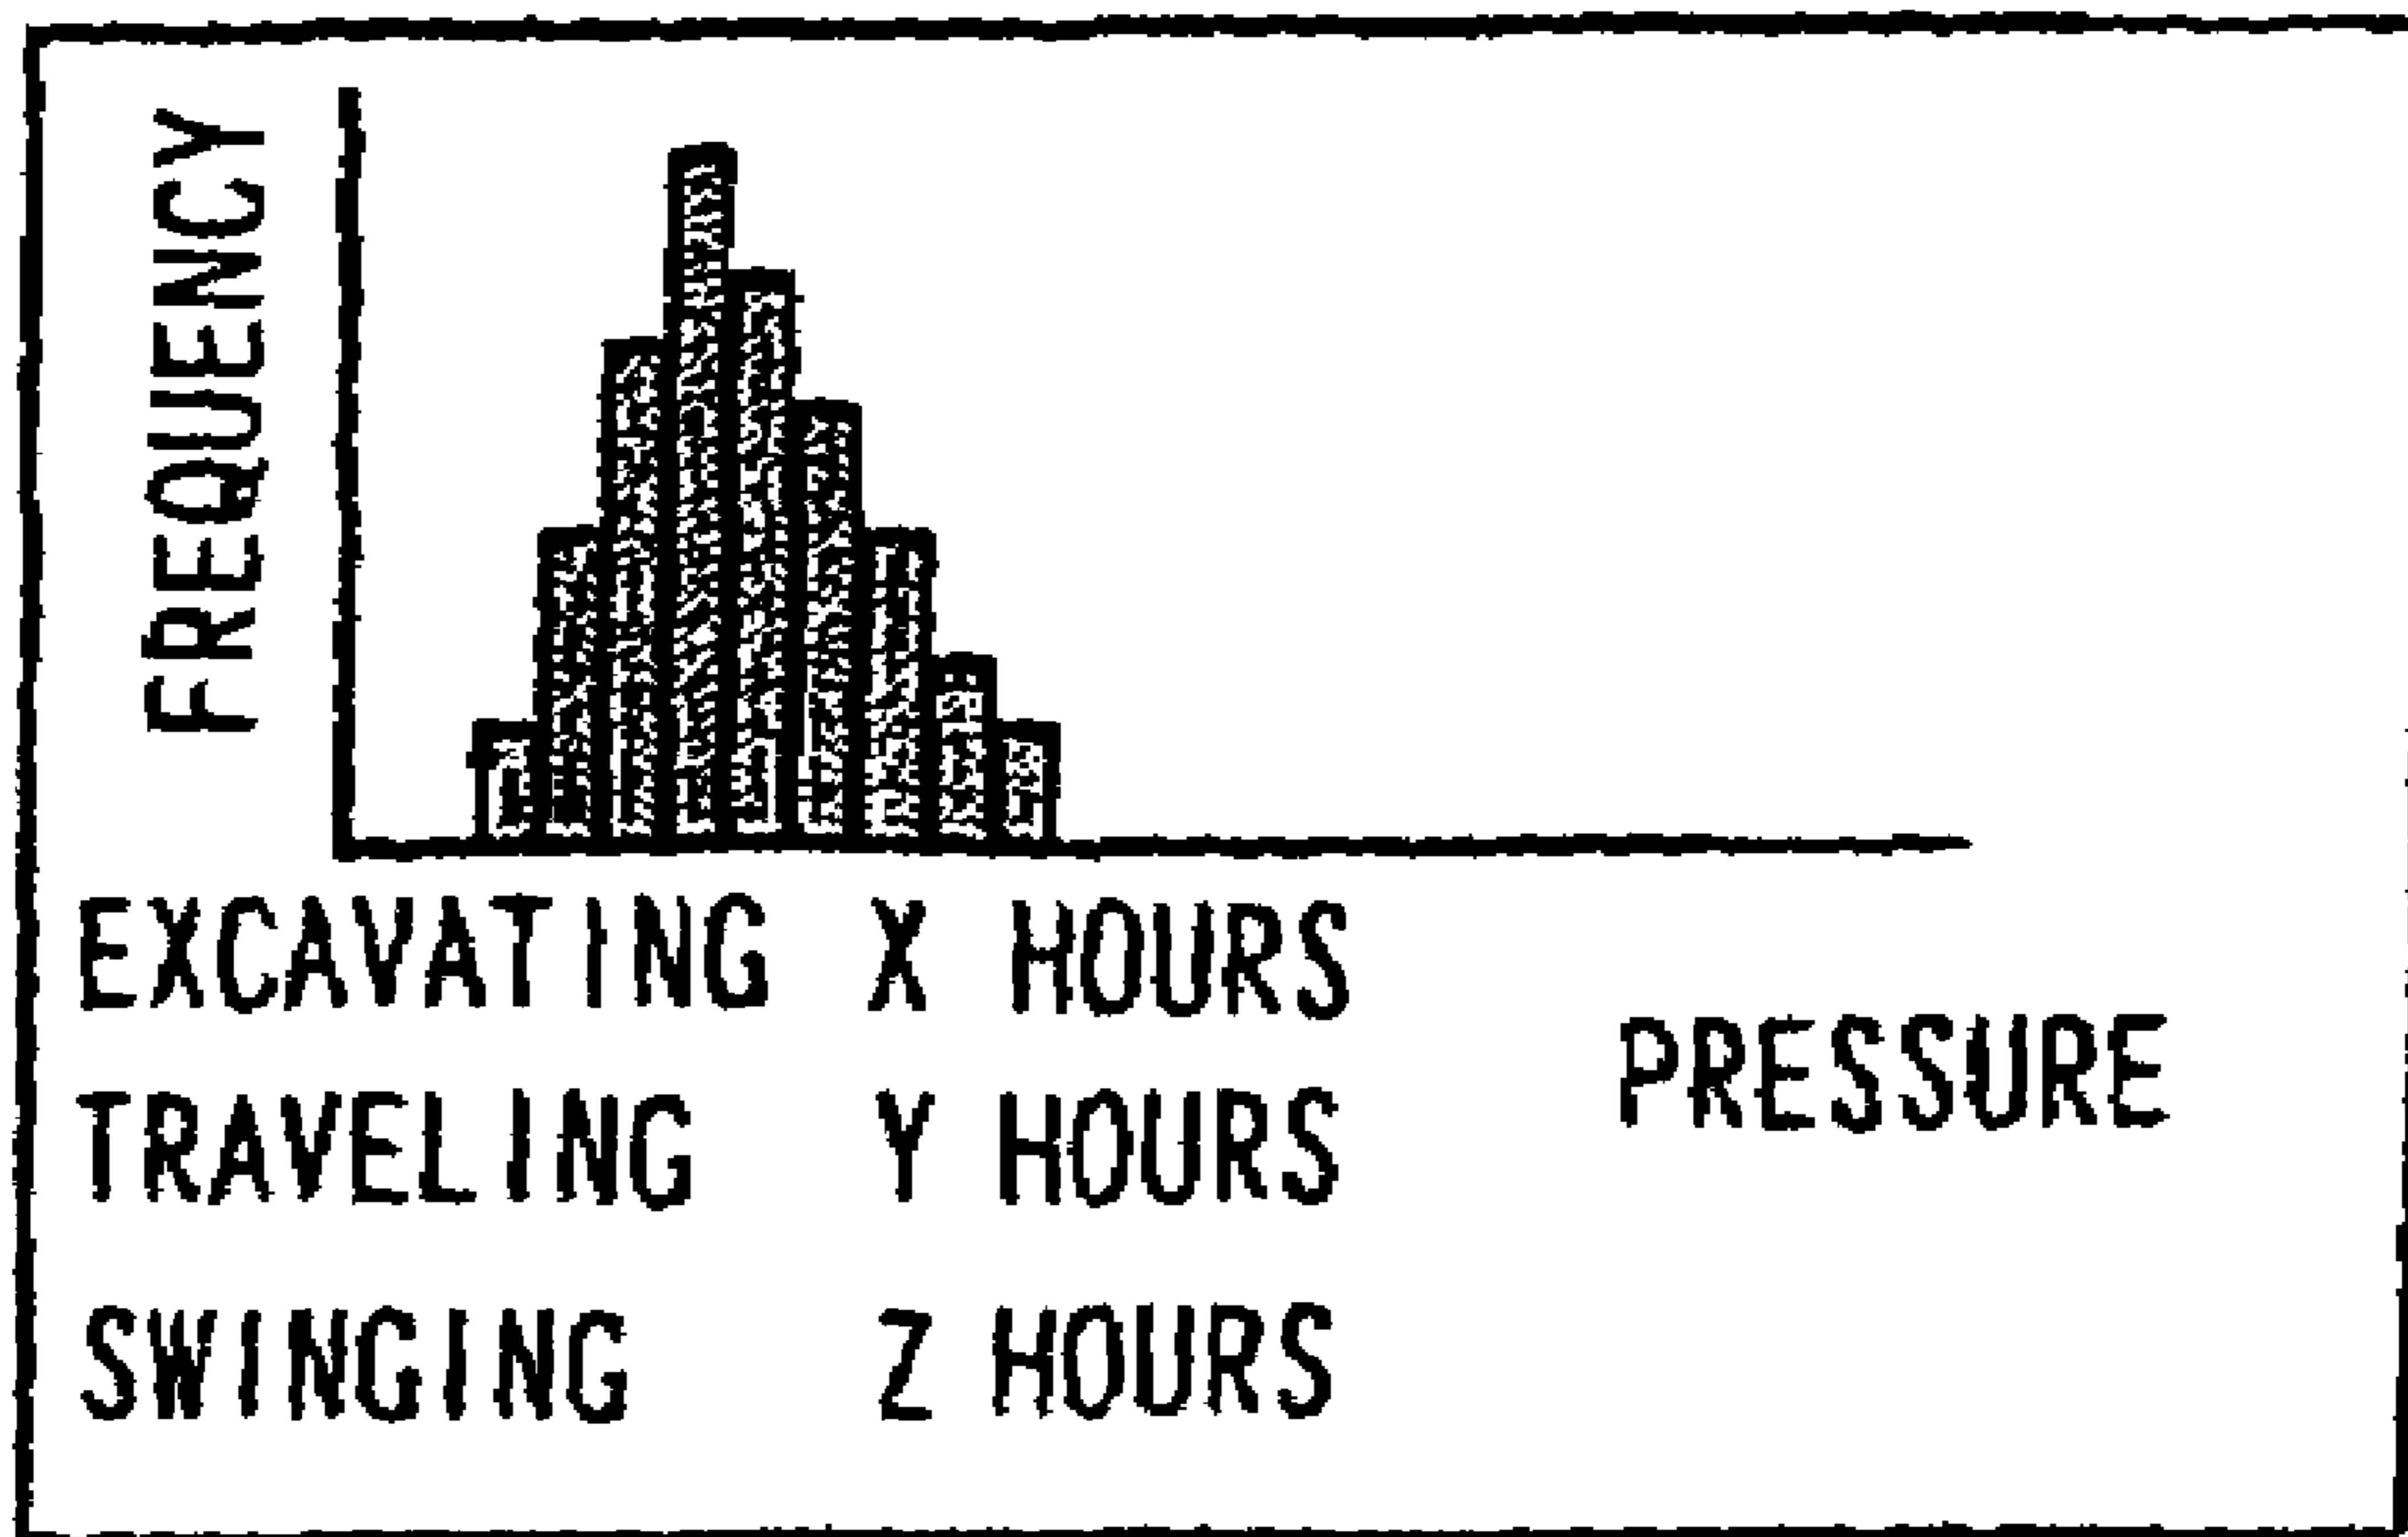 FREQUENCY
EXCAVATING X HOURS
PRESSURE
TRAVELING Y HOURS
SWINGING Z HOURS